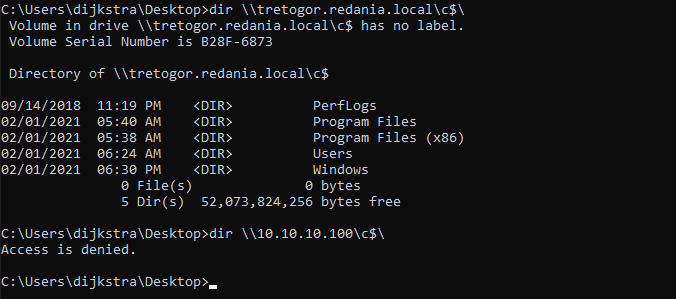 C:\Users\dijkstra\Desktop>dir \\tretogor.redania.local\c$\
 Volume in drive \\tretogor.redania.local\c$ has no label.
 Volume Serial Number is B28F-6873
 Directory of \\tretogor.redania.local\c$
09/14/2018  11:19 PM    <DIR>          PerfLogs
02/01/2021  05:40 AM    <DIR>          Program Files
02/01/2021  05:38 AM    <DIR>          Program Files (x86)
02/01/2021  06:24 AM    <DIR>          Users
02/01/2021  06:30 PM    <DIR>          Windows
               0 File(s)              0 bytes
               5 Dir(s)  52,073,824,256 bytes free
C:\Users\dijkstra\Desktop>dir \\10.10.10.100\c$\
Access is denied.
C:\Users\dijkstra\Desktop>